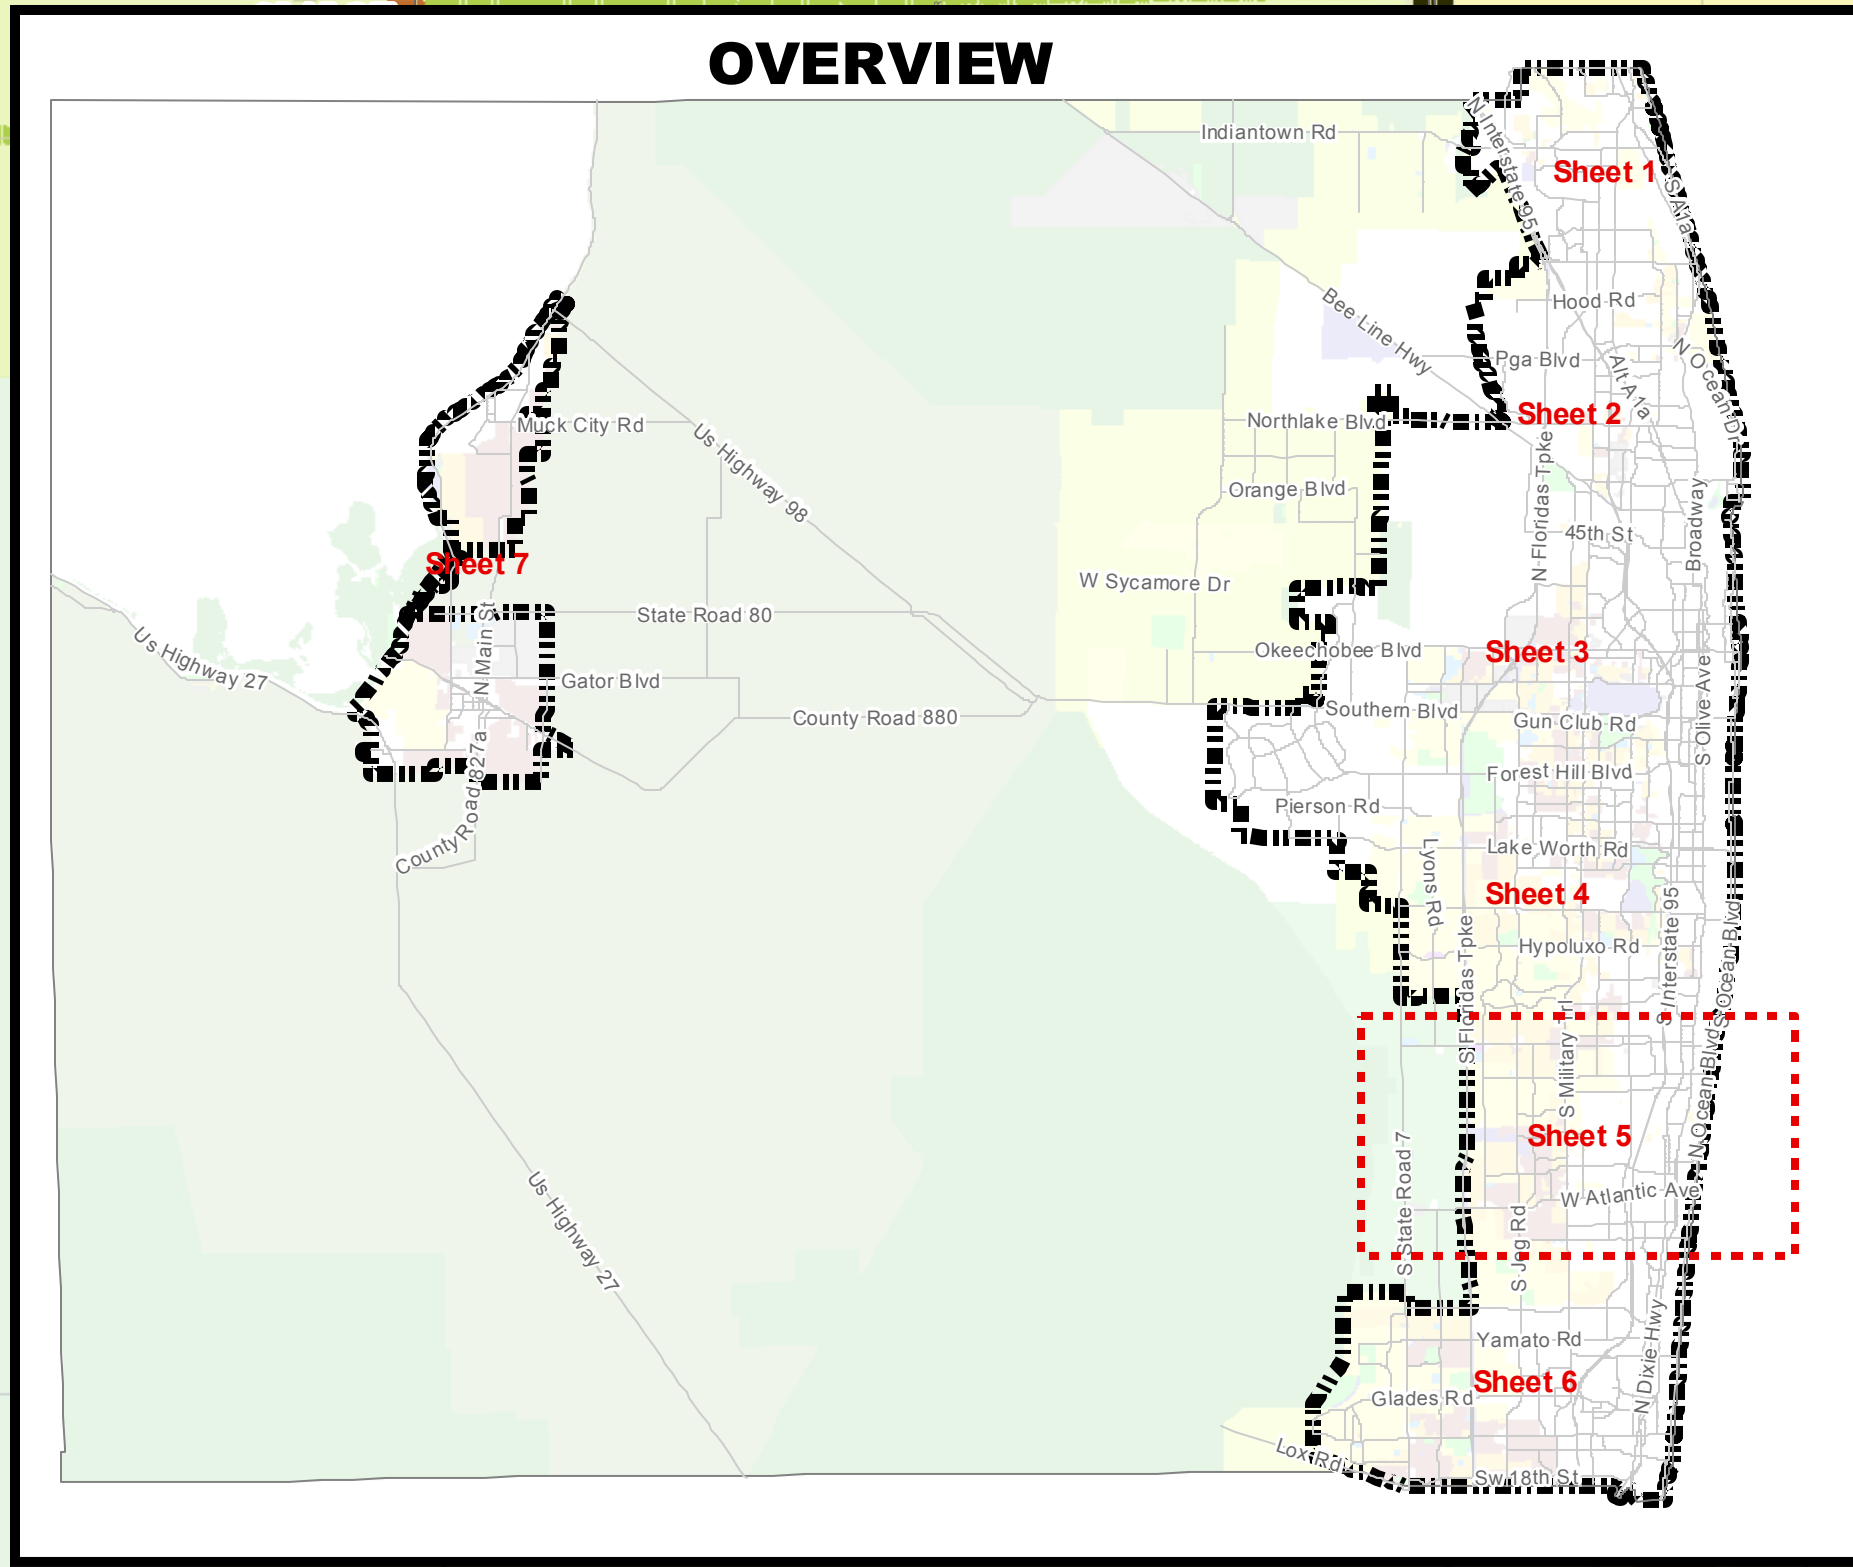 OVERVIEW
Indiantown Rd
N Interstate 95
Sheet 1
S A1a
Hood Rd
Bee Line Hwy
Pga Blvd
Alt A1a
N Ocean Dr
Sheet 2
Northlake Blvd
Muck City Rd
Us Highway 98
Orange Blvd
N Floridas Tpke
45th St
Broadway
Sheet 7
W Sycamore Dr
State Road 80
Us Highway 27
N Main St
Okeechobee Blvd
Sheet 3
Gator Blvd
County Road 880
Southern Blvd
Gun Club Rd
S Olive Ave
County Road 827a
Forest Hill Blvd
Pierson Rd
Lyons Rd
Lake Worth Rd
Sheet 4
Hypoluxo Rd
S Interstate 95
S Ocean Blvd
S Floridas Tpke
S Military Trl
N Ocean Blvd
Sheet 5
S State Road 7
W Atlantic Ave
Us Highway 27
S Jog Rd
Yamato Rd
N Dixie Hwy
Sheet 6
Glades Rd
Lox Rd
Sw 18th St